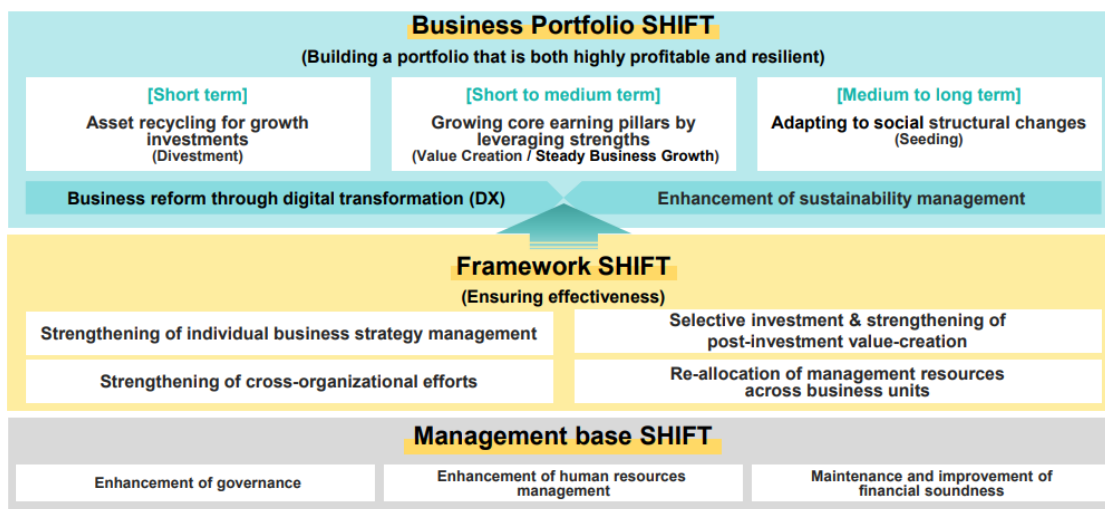 Business Portfolio SHIFT
(Building a portfolio that is both highly profitable and resilient)
[Short term]
Asset recycling for growth
investments
(Divestment)
[Short to medium term]
Growing core earning pillars by
leveraging strengths
(Value Creation / Steady Business Growth)
[Medium to long term]
Adapting to social structural changes
(Seeding)
Business reform through digital transformation (DX)
Enhancement of sustainability management
Framework SHIFT
(Ensuring effectiveness)
Strengthening of individual business strategy management
Selective investment & strengthening of
post-investment value-creation
Strengthening of cross-organizational efforts
Re-allocation of management resources
across business units
Management base SHIFT
Enhancement of governance
Enhancement of human resources
management
Maintenance and improvement of
financial soundness